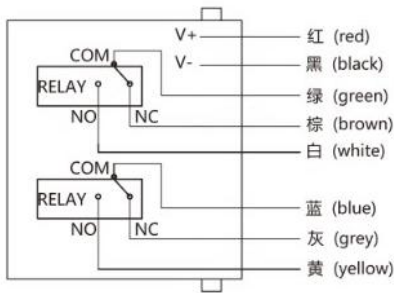 V+ 红 (red)
COM V- 黑 (black)
绿 (green)
RELAY
NO NC 棕 (brown)
白 (white)
COM
RELAY 蓝 (blue)
NO NC 灰 (grey)
黄 (yellow)